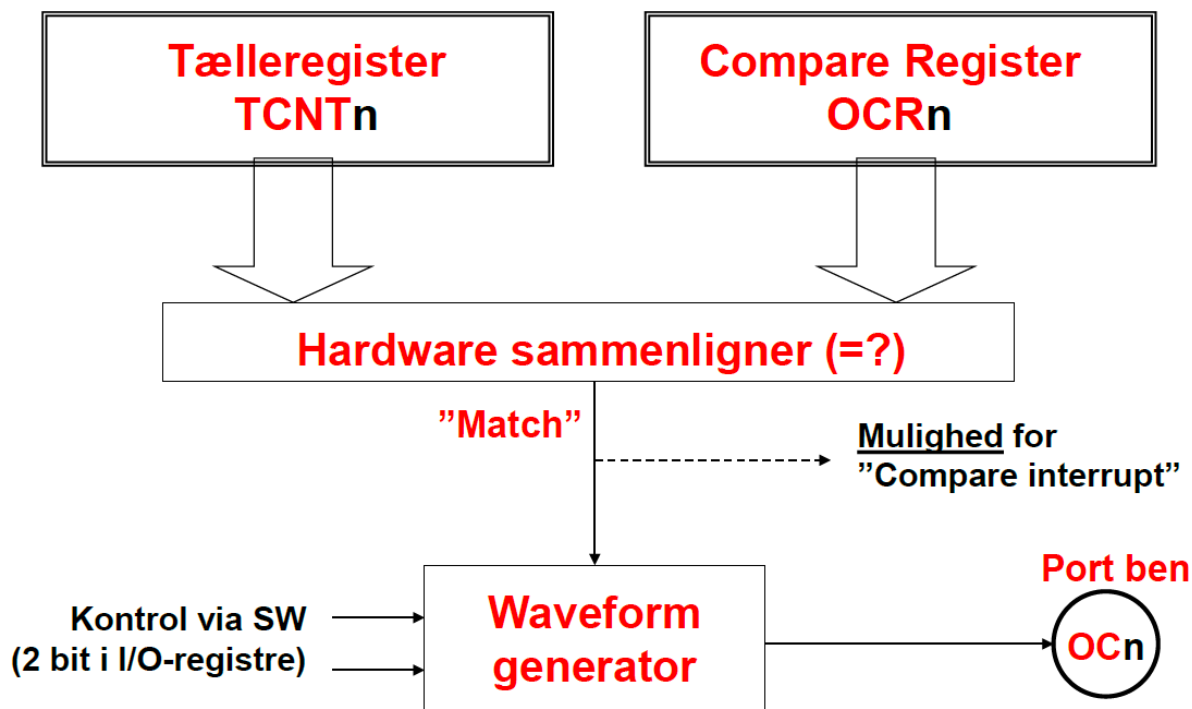 Tælleregister
TCNTn
Compare Register
OCRn
Hardware sammenligner (=?)
”Match”
Mulighed for
”Compare interrupt”
Port ben
Kontrol via SW
(2 bit i I/O-registre)
Waveform
generator
OCn